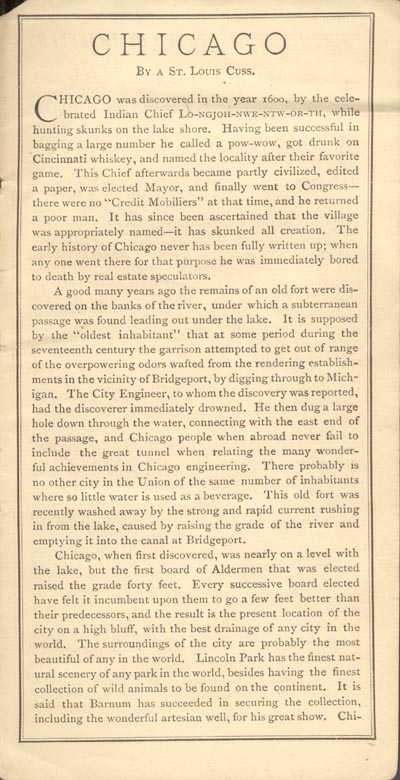 CHICAGO
BY A ST. LOUIS CUSS.
CHICAGO was discovered in the year 1600, by the cele-
brated Indian Chief LO-NGJOH-NWE-NTW-OR-TH, while
hunting skunks on the lake shore. Having been successful in
bagging a large number he called a pow-wow, got drunk on
Cincinnati whiskey, and named the locality after their favorite
game. This Chief afterwards became partly civilized, edited
a paper, was elected Mayor, and finally went to Congress—
there were no "Credit Mobiliers" at that time, and he returned
a poor man. It has since been ascertained that the village
was appropriately named—it has skunked all creation. The
early history of Chicago never has been fully written up; when
any one went there for that purpose he was immediately bored
to death by real estate speculators.
A good many years ago the remains of an old fort were dis-
covered on the banks of the river, under which a subterranean
passage was found leading out under the lake. It is supposed
by the "oldest inhabitant" that at some period during the
seventeenth century the garrison attempted to get out of range
of the overpowering odors wafted from the rendering establish-
ments in the vicinity of Bridgeport, by digging through to Mich-
igan. The City Engineer, to whom the discovery was reported,
had the discoverer immediately drowned. He then dug a large
hole down through the water, connecting with the east end of
the passage, and Chicago people when abroad never fail to
include the great tunnel when relating the many wonder-
ful achievements in Chicago engineering. There probably is
no other city in the Union of the same number of inhabitants
where so little water is used as a beverage. This old fort was
recently washed away by the strong and rapid current rushing
in from the lake, caused by raising the grade of the river and
emptying it into the canal at Bridgeport.
Chicago, when first discovered, was nearly on a level with
the lake, but the first board of Aldermen that was elected
raised the grade forty feet. Every successive board elected
have felt it incumbent upon them to go a few feet better than
their predecessors, and the result is the present location of the
city on a high bluff, with the best drainage of any city in the
world. The surroundings of the city are probably the most
beautiful of any in the world. Lincoln Park has the finest nat-
ural scenery of any park in the world, besides having the finest
collection of wild animals to be found on the continent. It is
said that Barnum has succeeded in securing the collection,
including the wonderful artesian well, for his great show. Chi-